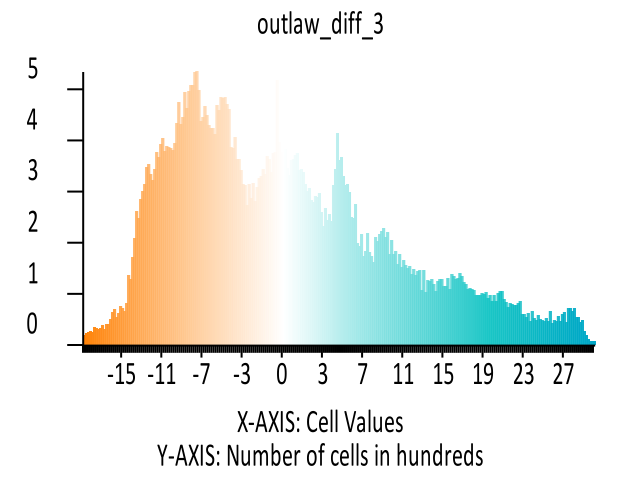 outlaw_diff_3
5
4
3
2
1
0
-15 -11 -7 -3 0 3 7 11 15 19 23 27
X-AXIS: Cell Values
Y-AXIS: Number of cells in hundreds